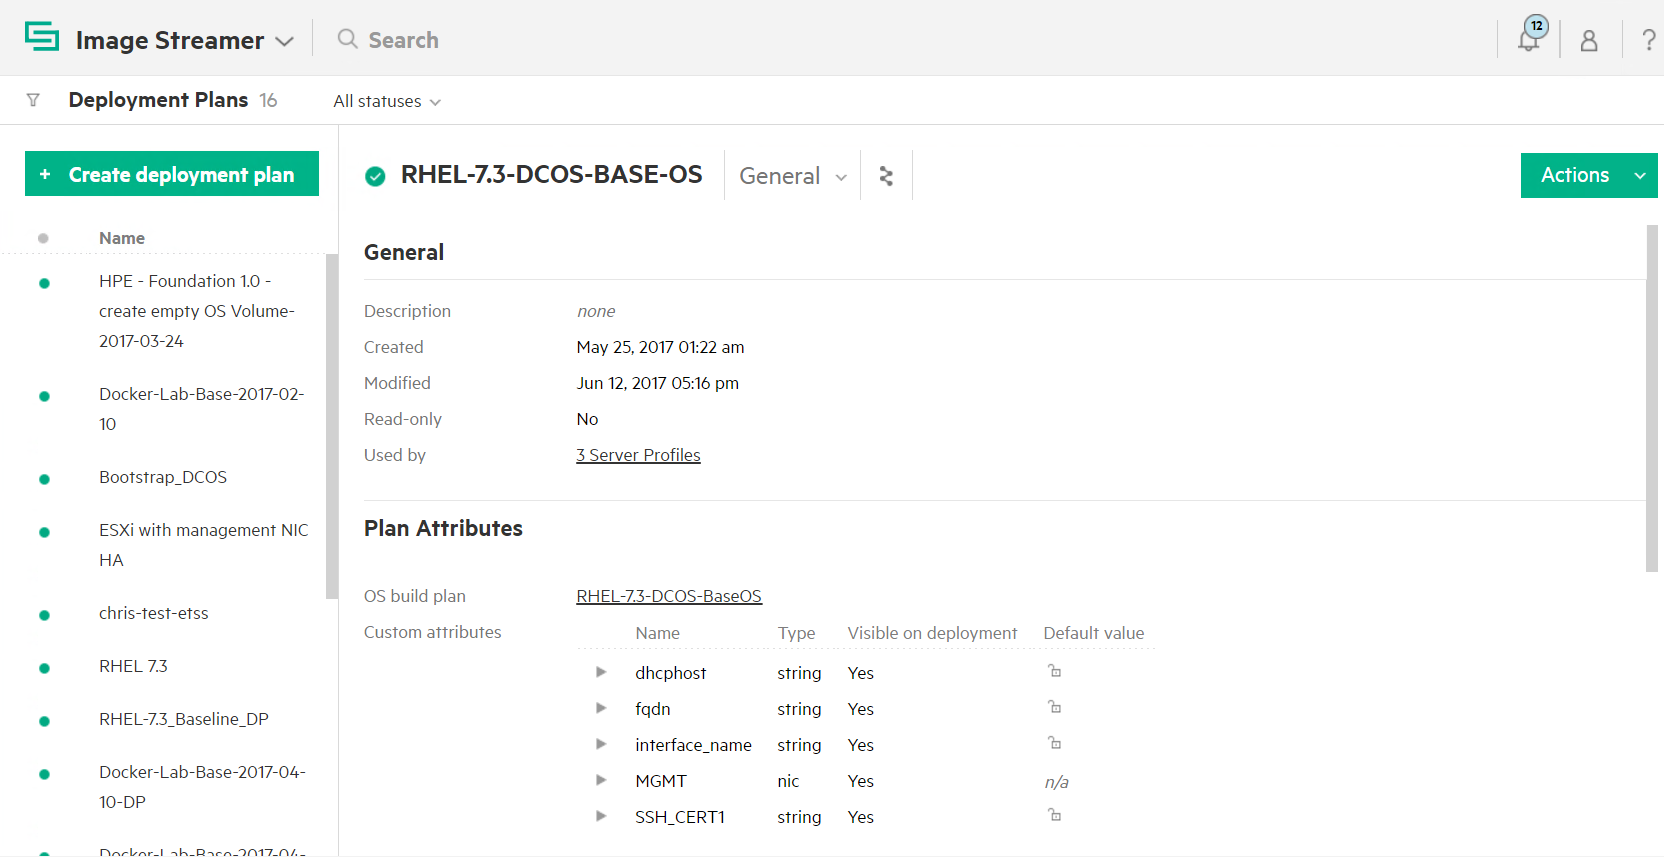 Image Streamer
Search
12
?
Deployment Plans 16
All statuses
+ Create deployment plan
Name
HPE - Foundation 1.0 -
create empty OS Volume-
2017-03-24
Docker-Lab-Base-2017-02-
10
Bootstrap_DCOS
ESXi with management NIC
HA
chris-test-etss
RHEL 7.3
RHEL-7.3_Baseline_DP
Docker-Lab-Base-2017-04-
10-DP
Docker-Lab-Base-2017-04-
RHEL-7.3-DCOS-BASE-OS
General
Actions
General
Description none
Created May 25, 2017 01:22 am
Modified Jun 12, 2017 05:16 pm
Read-only No
Used by 3 Server Profiles
Plan Attributes
OS build plan RHEL-7.3-DCOS-BaseOS
Custom attributes
Name Type Visible on deployment Default value
dhcphost string Yes
fqdn string Yes
interface_name string Yes
MGMT nic Yes n/a
SSH_CERT1 string Yes